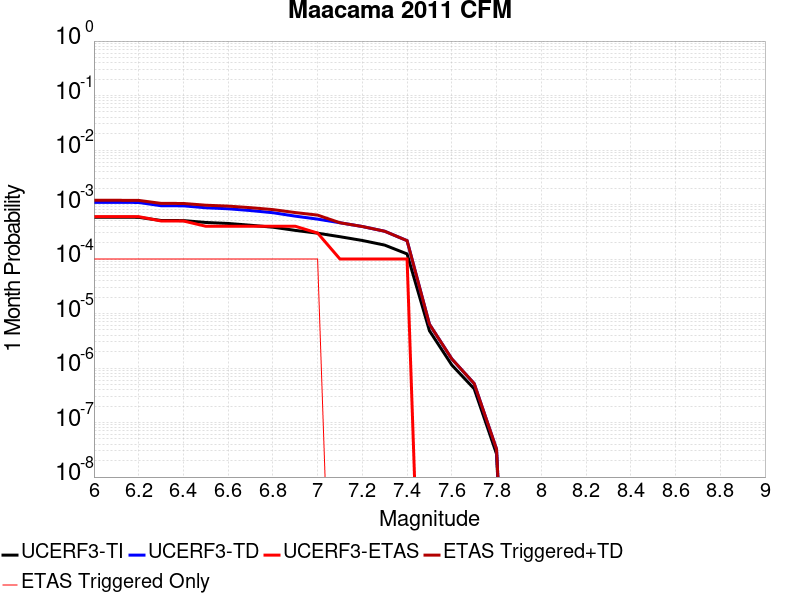 Maacama 2011 CFM
10^0
10^-1
10^-2
10^-3
10^-4
10^-5
10^-6
10^-7
10^-8
1 Month Probability
6 6.2 6.4 6.6 6.8 7 7.2 7.4 7.6 7.8 8 8.2 8.4 8.6 8.8 9
Magnitude
UCERF3-TI UCERF3-TD UCERF3-ETAS ETAS Triggered+TD
ETAS Triggered Only